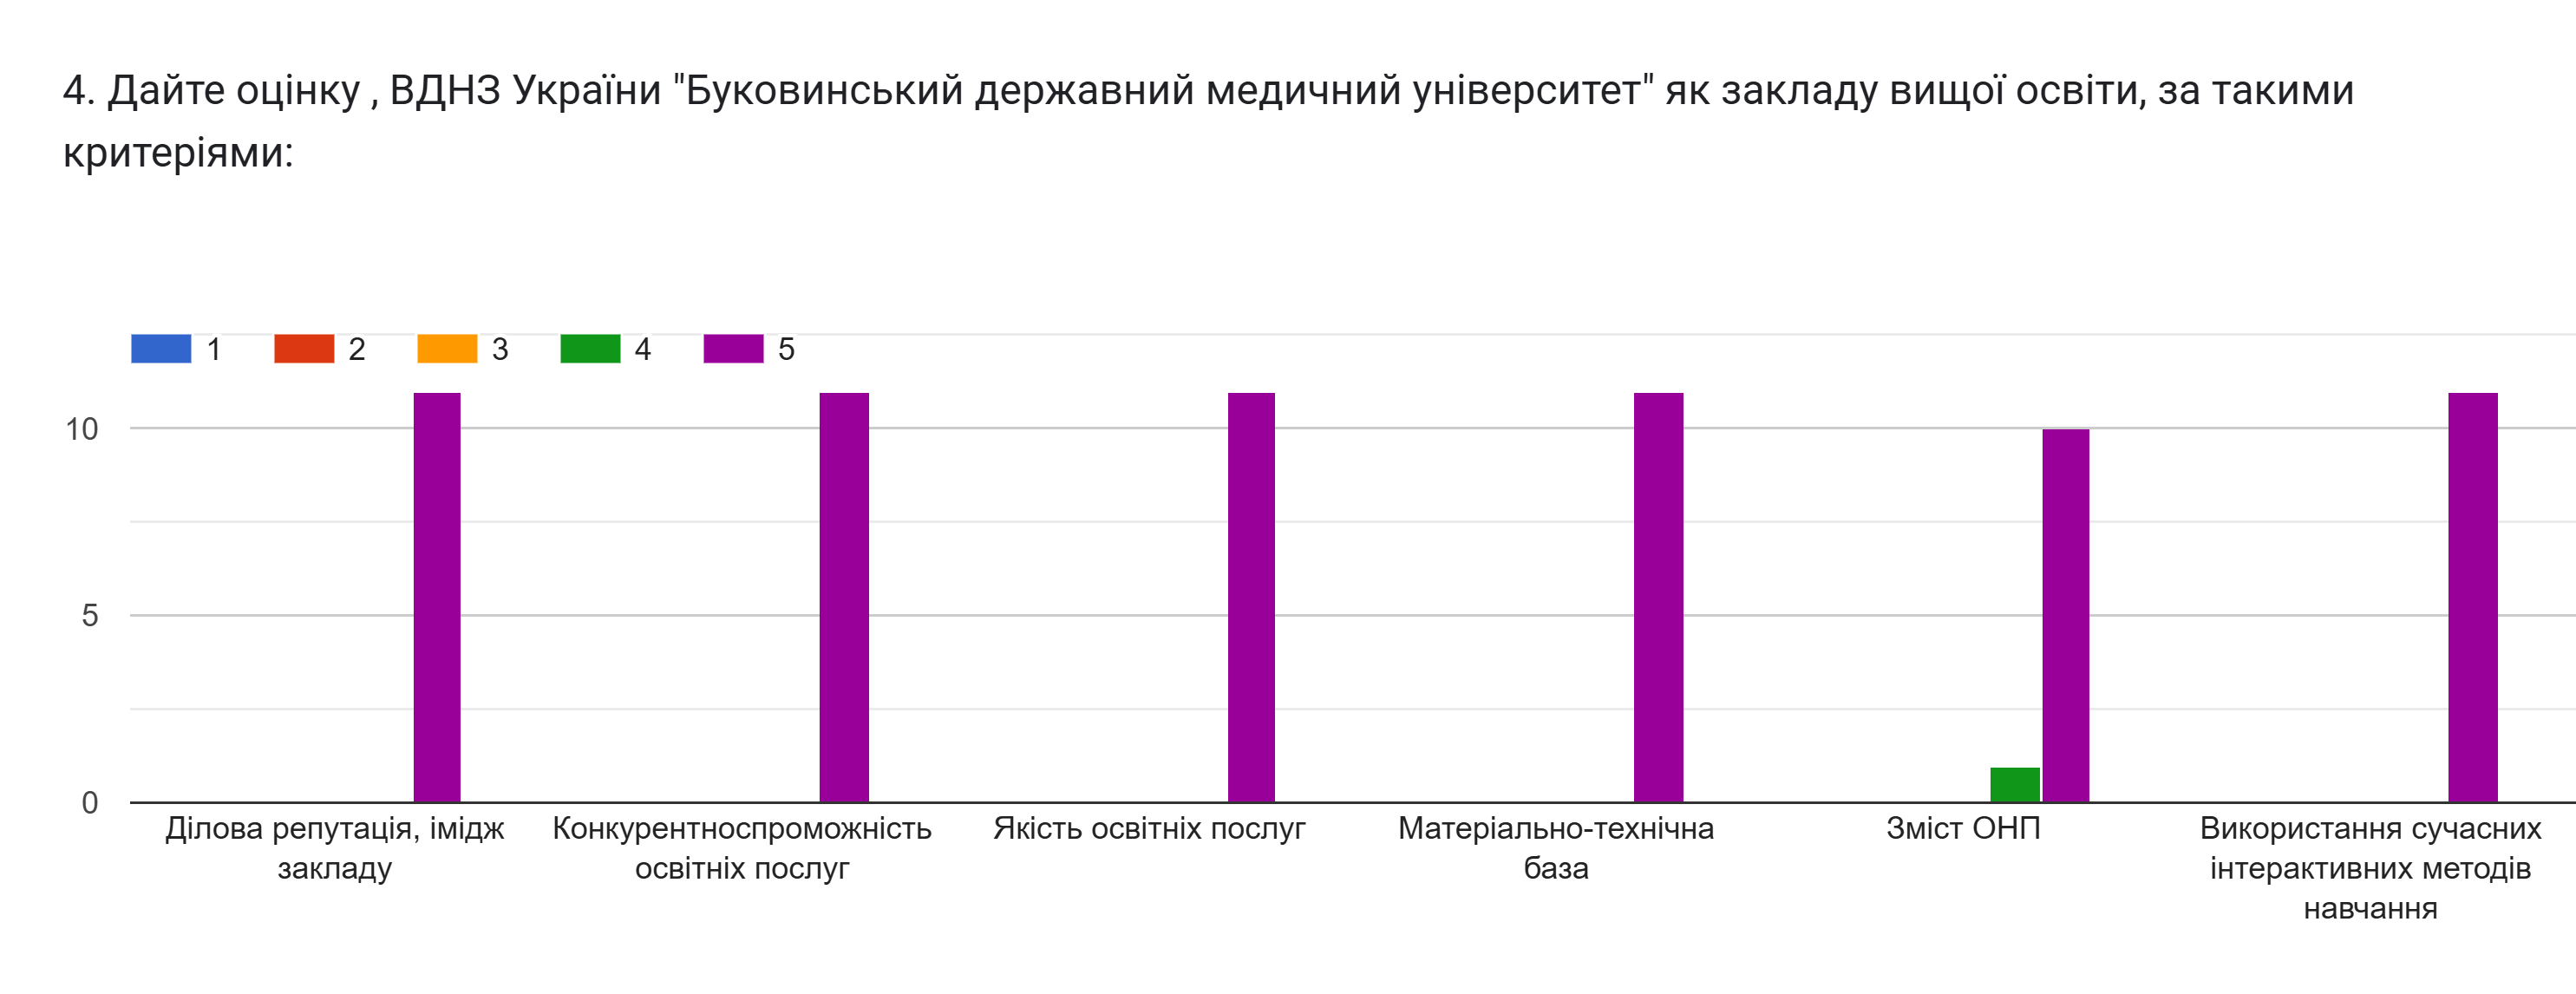 4. Дайте оцінку , ВДНЗ України "Буковинський державний медичний університет" як закладу вищої освіти, за такими
критеріями:
1 2 3 4 5
10
5
0
Ділова репутація, імідж
закладу
Конкурентноспроможність
освітніх послуг
Якість освітніх послуг
Матеріально-технічна
база
Зміст ОНП
Використання сучасних
інтерактивних методів
навчання